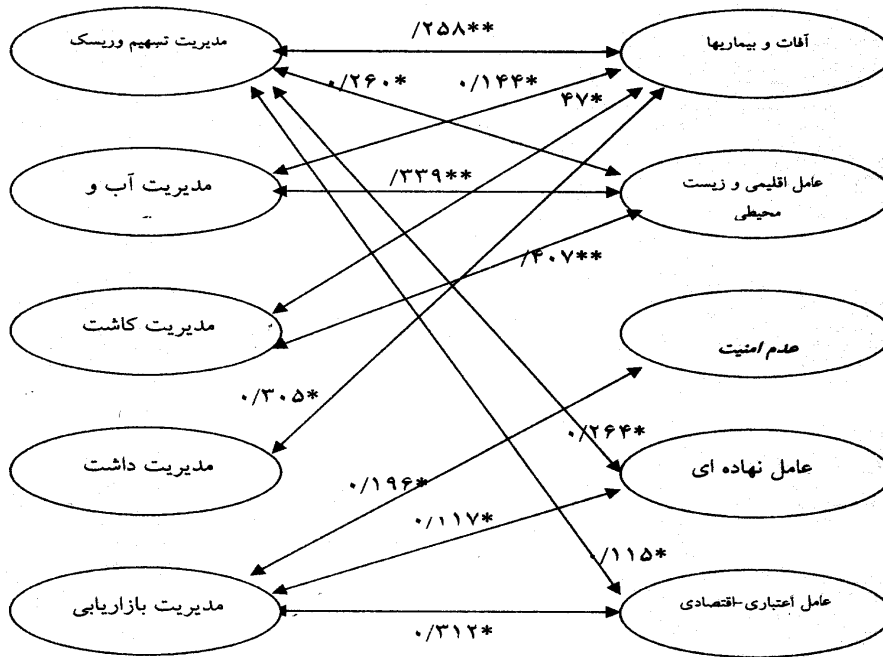 /۲۵۸**
آفات و بیماریها
مدیریت تسهیم وریسک
۰/۲۶۰*
۰/۱۴۴*
۴۷*
مدیریت آب و
/۳۳۹**
عامل اقلیمی و زیست
محیطی
/۴۰۷**
مدیریت کاشت
عدم امنیت
۰/۳۰۵*
۰/۲۶۴*
مدیریت داشت
عامل نهاده ای
۰/۱۹۶*
۰/۱۱۷*
۰/۱۱۵*
مدیریت بازاریابی
عامل أعتباری-اقتصادی
۰/۳۱۲*